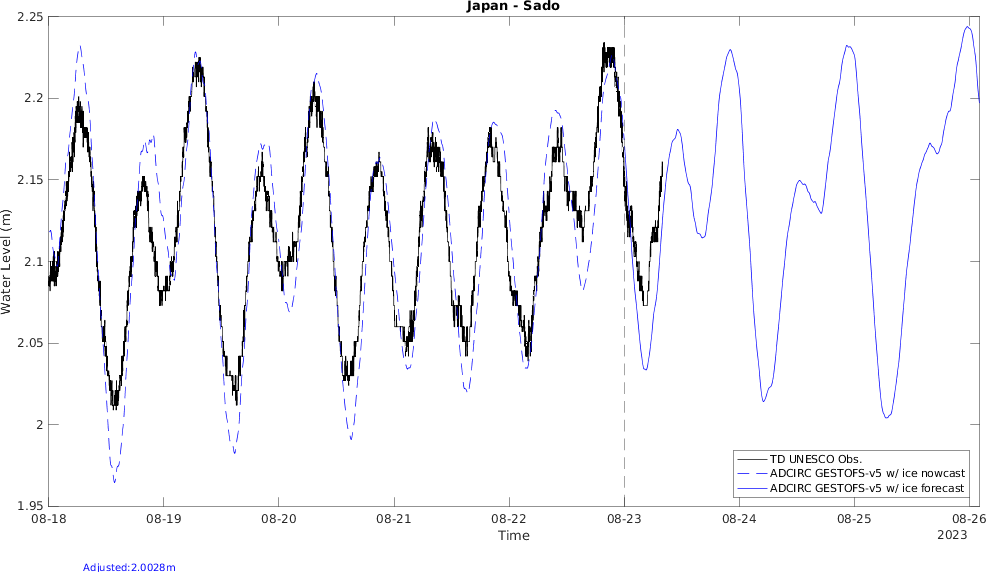 Japan - Sado
2.25
2.2
2.15
2.1
2.05
2
1.95
Water Level (m)
08-18
08-19
08-20
08-21
08-22
08-23
08-24
08-25
08-26
Time
2023
TD UNESCO Obs.
ADCIRC GESTOFS-v5 w/ ice nowcast
ADCIRC GESTOFS-v5 w/ ice forecast
Adjusted:2.0028m